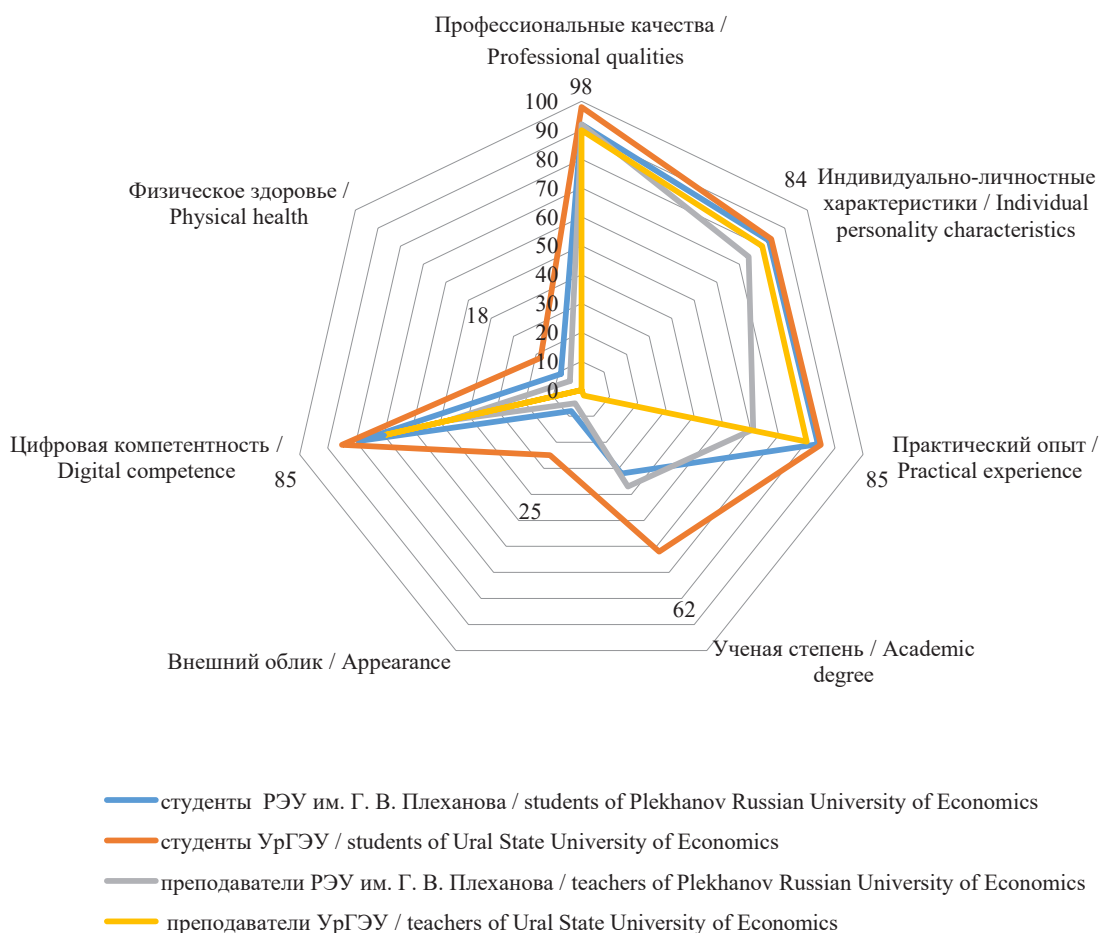 Профессиональные качества /
Professional qualities
98
100
90
80
70
60
50
40
30
20
10
0
84
Индивидуально-личностные
характеристики / Individual
personality characteristics
Физическое здоровье /
Physical health
18
Цифровая компетентность /
Digital competence
85
Практический опыт /
Practical experience
85
25
62
Внешний облик / Appearance
Ученая степень / Academic
degree
студенты РЭУ им. Г. В. Плеханова / students of Plekhanov Russian University of Economics
студенты УрГЭУ / students of Ural State University of Economics
преподаватели РЭУ им. Г. В. Плеханова / teachers of Plekhanov Russian University of Economics
преподаватели УрГЭУ / teachers of Ural State University of Economics